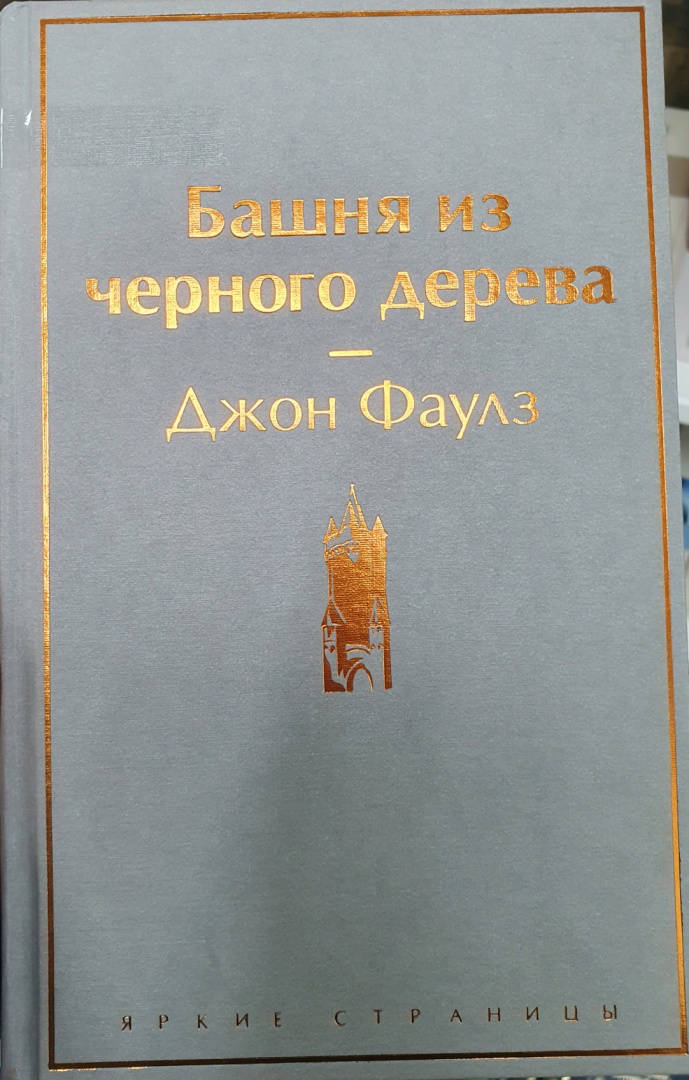 Башня из
черного дерева
—
Джон Фаулз
ЯРКИЕ СТРАНИЦЫ